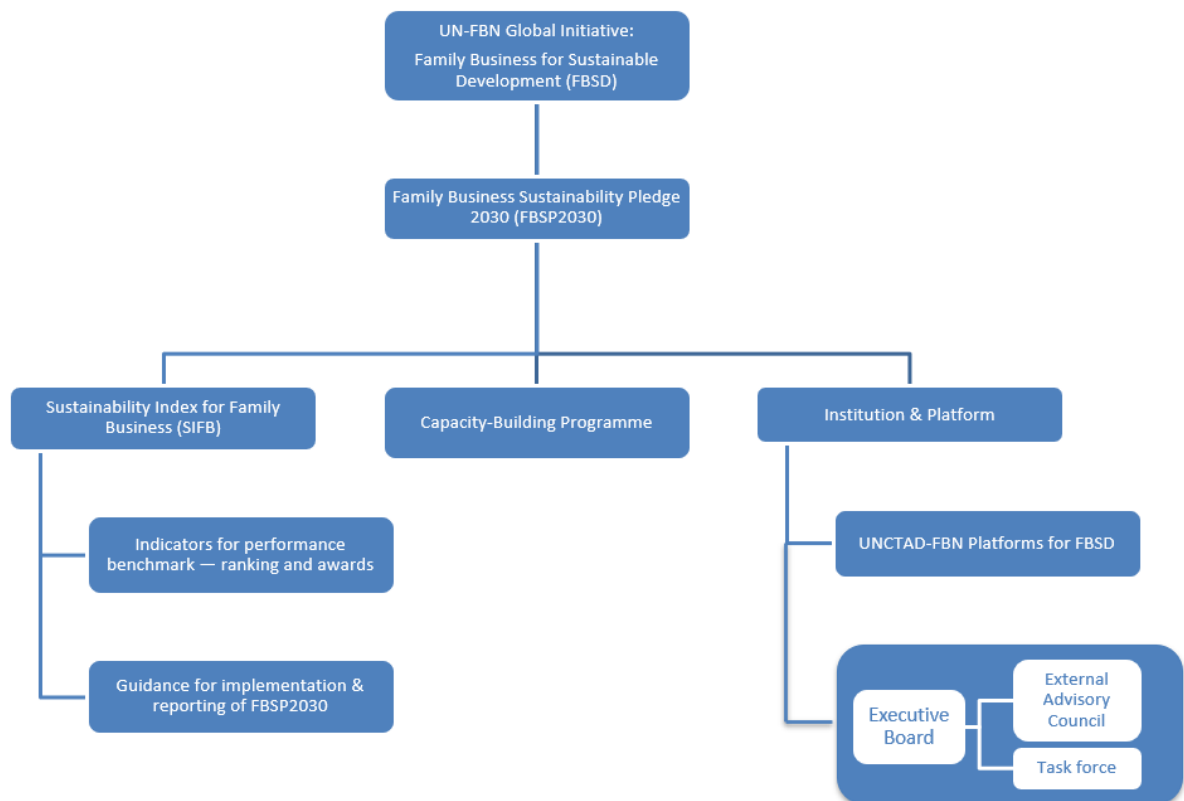 UN-FBN Global Initiative:
Family Business for Sustainable
Development (FBSD)
Family Business Sustainability Pledge
2030 (FBSP2030)
Sustainability Index for Family
Business (SIFB)
Capacity-Building Programme
Institution & Platform
Indicators for performance
benchmark — ranking and awards
UNCTAD-FBN Platforms for FBSD
Guidance for implementation &
reporting of FBSP2030
Executive
Board
External
Advisory
Council
Task force